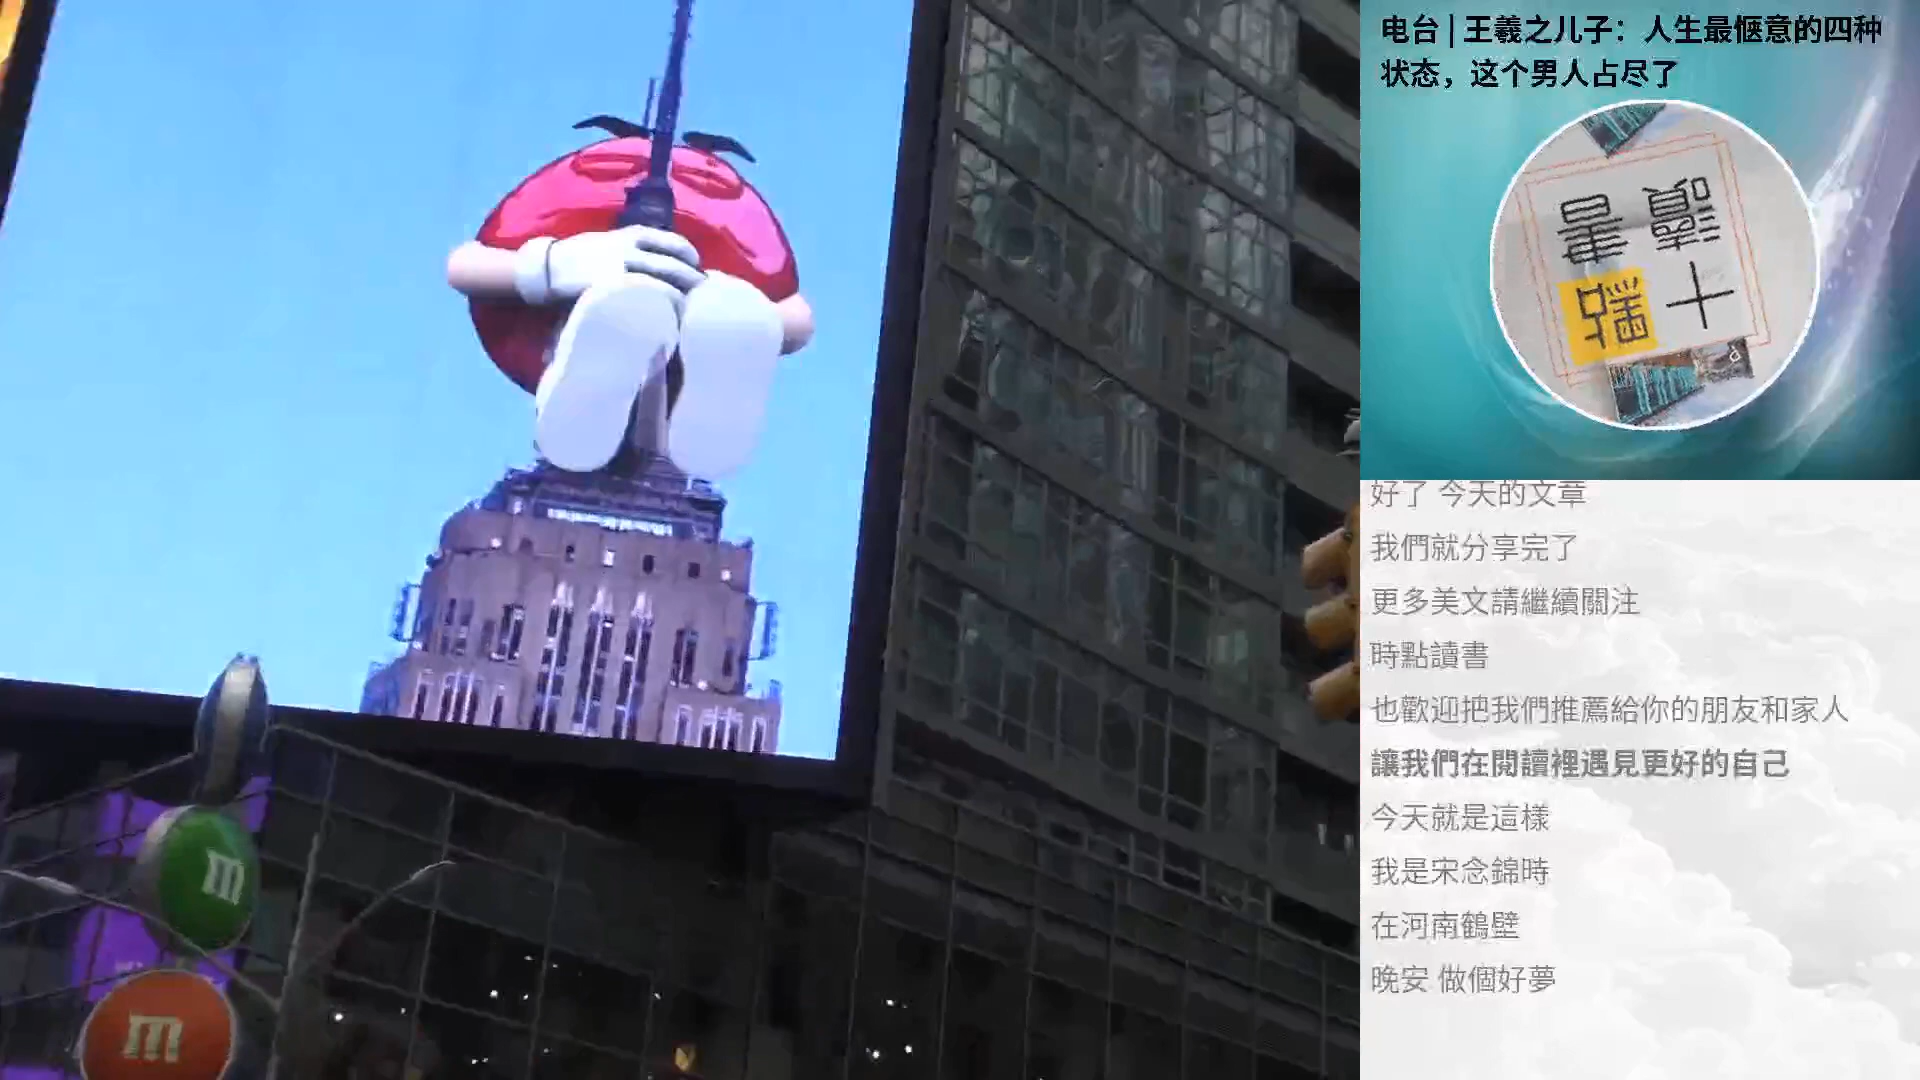 电台 | 王羲之儿子：人生最惬意的四种
状态，这个男人占尽了
十
好了 今天的文章
我們就分享完了
更多美文請繼續關注
時點讀書
也歡迎把我們推薦給你的朋友和家人
讓我們在閱讀裡遇見更好的自己
今天就是這樣
我是宋念錦時
在河南鶴壁
晚安 做個好夢
m
m